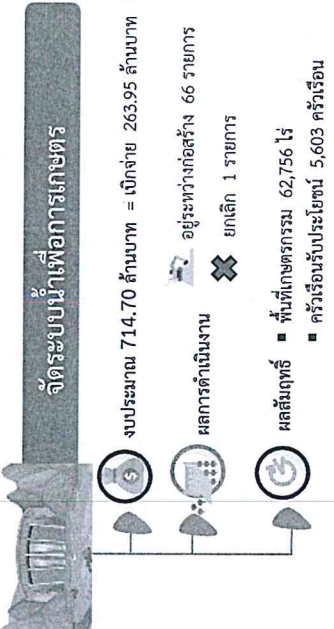 จัดระบบน้ำเพื่อการเกษตร
งบประมาณ 714.70 ล้านบาท = เบิกจ่าย 263.95 ล้านบาท
ผลการดำเนินงาน
อยู่ระหว่างก่อสร้าง 66 รายการ
ยกเลิก 1 รายการ
ผลสัมฤทธิ์
▪ พื้นที่เกษตรกรรม 62,756 ไร่
▪ ครัวเรือนรับประโยชน์ 5,603 ครัวเรือน